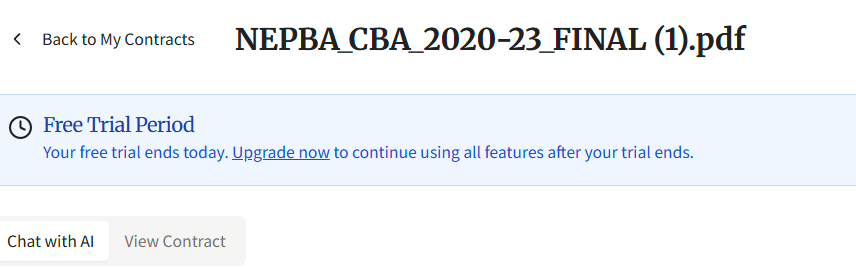 Back to My Contracts
NEPBA_CBA_2020-23_FINAL (1).pdf
Free Trial Period
Your free trial ends today. Upgrade now to continue using all features after your trial ends.
Chat with AI
View Contract